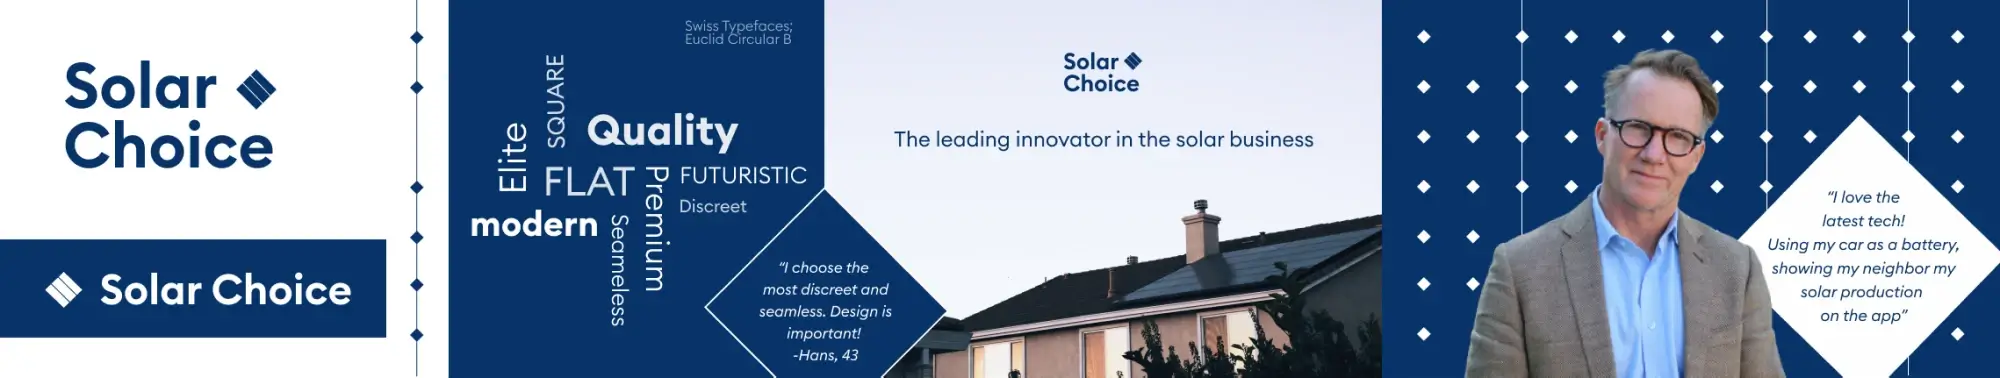 Solar
Choice
Solar Choice
Swiss Typefaces;
Euclid Circular B
SQUARE
Elite
Quality
FLAT
Premium
FUTURISTIC
Discreet
modern
Seameless
“I choose the
most discreet and
seamless. Design is
important!
-Hans, 43
Solar
Choice
The leading innovator in the solar business
“I love the
latest tech!
Using my car as a battery,
showing my neighbor my
solar production
on the app”